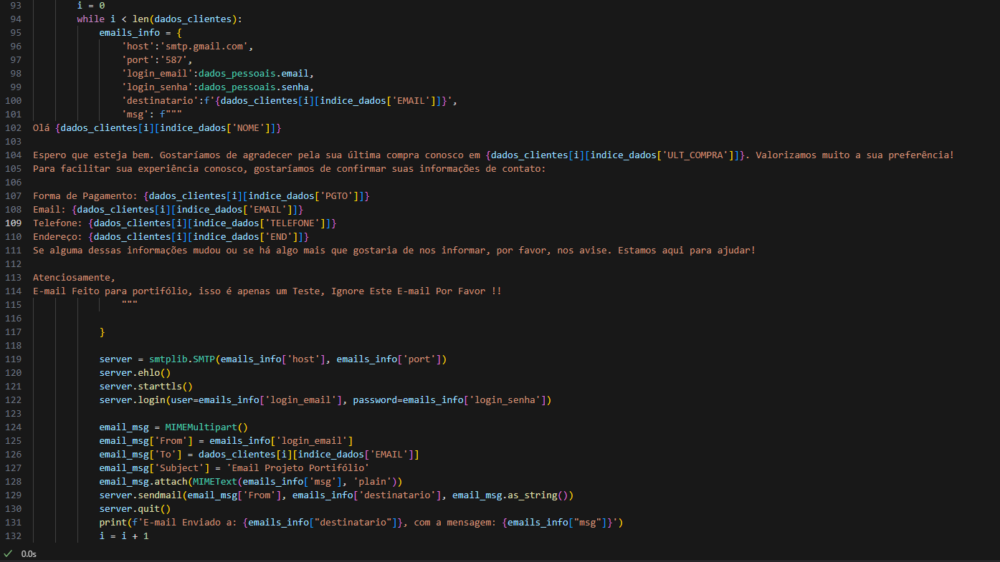 93 i = 0
94 while i < len(dados_clientes):
95 emails_info = {
96 'host':'smtp.gmail.com',
97 'port':'587',
98 'login_email':dados_pessoais.email,
99 'login_senha':dados_pessoais.senha,
100 'destinatario':f'{dados_clientes[i][indice_dados['EMAIL']]}',
101 'msg': f"""
102 Olá {dados_clientes[i][indice_dados['NOME']]}
103
104 Espero que esteja bem. Gostaríamos de agradecer pela sua última compra conosco em {dados_clientes[i][indice_dados['ULT_COMPRA']]}. Valorizamos muito a sua preferência!
105 Para facilitar sua experiência conosco, gostaríamos de confirmar suas informações de contato:
106
107 Forma de Pagamento: {dados_clientes[i][indice_dados['PGTO']]}
108 Email: {dados_clientes[i][indice_dados['EMAIL']]}
109 Telefone: {dados_clientes[i][indice_dados['TELEFONE']]}
110 Endereço: {dados_clientes[i][indice_dados['END']]}
111 Se alguma dessas informações mudou ou se há algo mais que gostaria de nos informar, por favor, nos avise. Estamos aqui para ajudar!
112
113 Atenciosamente,
114 E-mail Feito para portifólio, isso é apenas um Teste, Ignore Este E-mail Por Favor !!
115 """
116
117 }
118
119 server = smtplib.SMTP(emails_info['host'], emails_info['port'])
120 server.ehlo()
121 server.starttls()
122 server.login(user=emails_info['login_email'], password=emails_info['login_senha'])
123
124 email_msg = MIMEMultipart()
125 email_msg['From'] = emails_info['login_email']
126 email_msg['To'] = dados_clientes[i][indice_dados['EMAIL']]
127 email_msg['Subject'] = 'Email Projeto Portifólio'
128 email_msg.attach(MIMEText(emails_info['msg'], 'plain'))
129 server.sendmail(email_msg['From'], emails_info['destinatario'], email_msg.as_string())
130 server.quit()
131 print(f'E-mail Enviado a: {emails_info["destinatario"]}, com a mensagem: {emails_info["msg"]}')
132 i = i + 1
0.0s